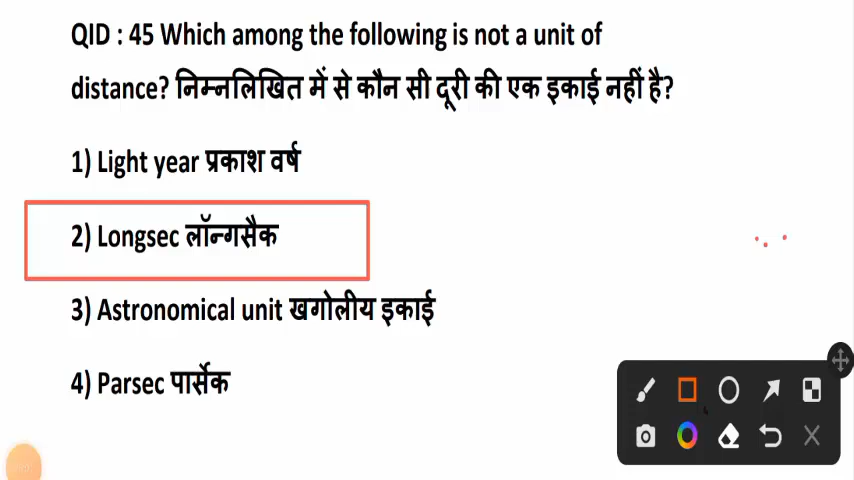 QID : 45 Which among the following is not a unit of
distance? निम्नलिखित में से कौन सी दूरी की एक इकाई नहीं है?
1) Light year प्रकाश वर्ष
2) Longsec लॉन्गसैक
3) Astronomical unit खगोलीय इकाई
4) Parsec पार्सेक